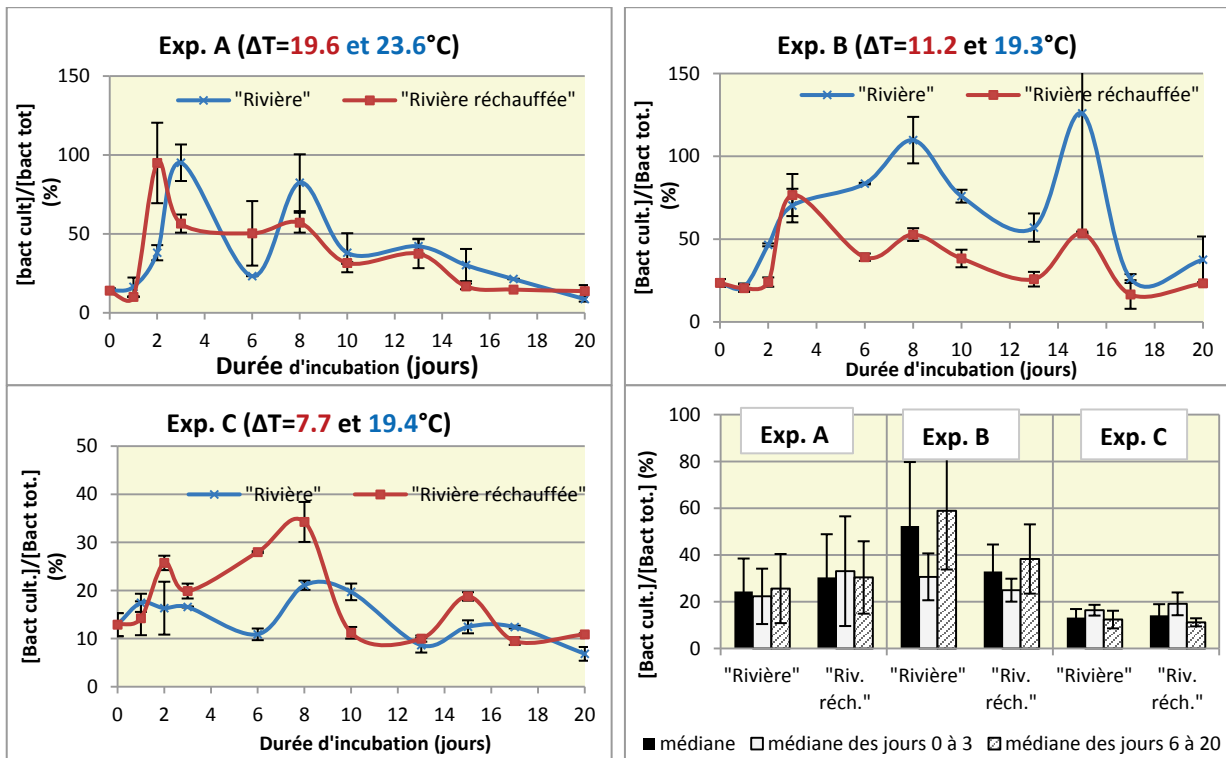 Exp. A (ΔT=19.6 et 23.6°C)
"Rivière" "Rivière réchauffée"
[bact cult]/[bact tot]
(%)
150
100
50
0
0 2 4 6 8 10 12 14 16 18 20
Durée d'incubation (jours)
Exp. B (ΔT=11.2 et 19.3°C)
"Rivière" "Rivière réchauffée"
[Bact cult.]/[Bact tot.]
(%)
150
100
50
0
0 2 4 6 8 10 12 14 16 18 20
Durée d'incubation (jours)
Exp. C (ΔT=7.7 et 19.4°C)
"Rivière" "Rivière réchauffée"
[Bact cult.]/[Bact tot.]
(%)
50
40
30
20
10
0
0 2 4 6 8 10 12 14 16 18 20
Durée d'incubation (jours)
[Bact cult.]/[Bact tot.] (%)
100
80
60
40
20
0
Exp. A Exp. B Exp. C
"Rivière" "Riv. "Rivière" "Riv. "Rivière" "Riv.
réch." réch." réch."
médiane médiane des jours 0 à 3 médiane des jours 6 à 20